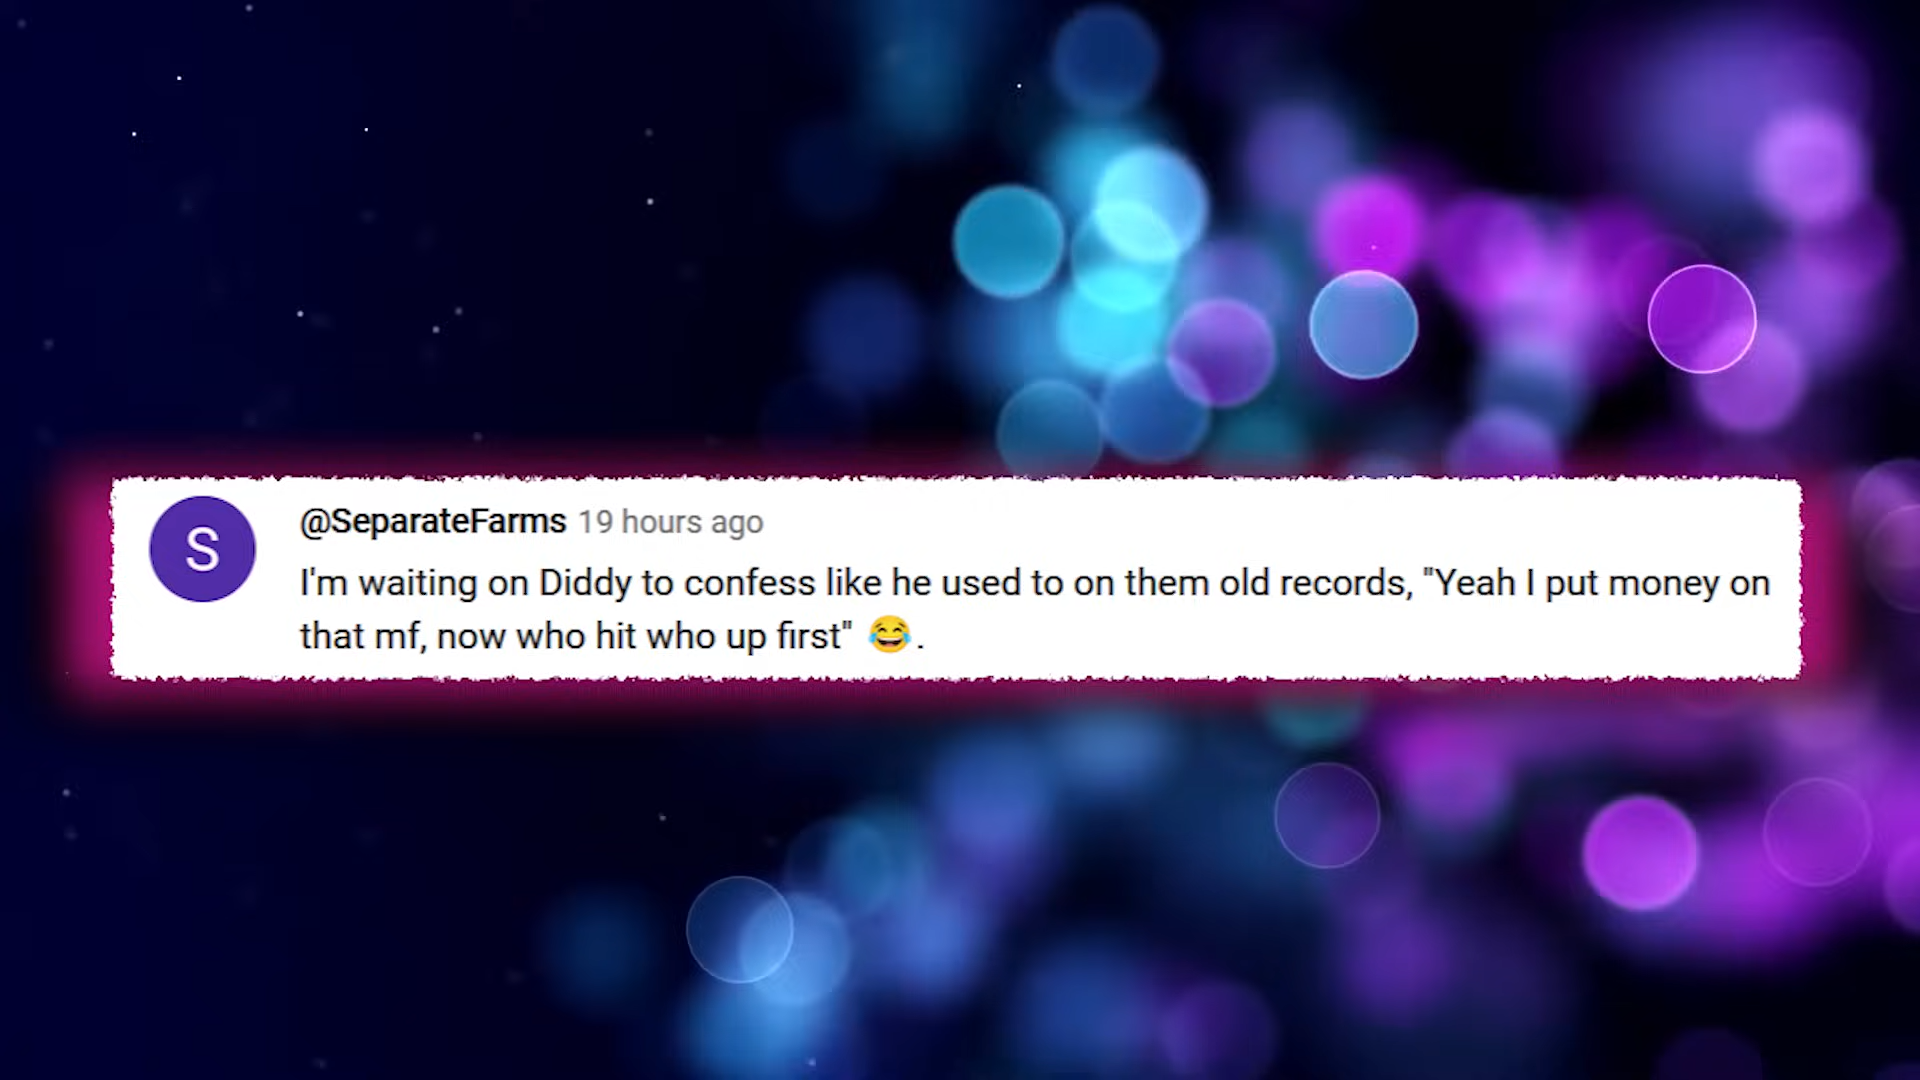 S
@SeparateFarms 19 hours ago
I'm waiting on Diddy to confess like he used to on them old records, "Yeah I put money on
that mf, now who hit who up first" 😂.